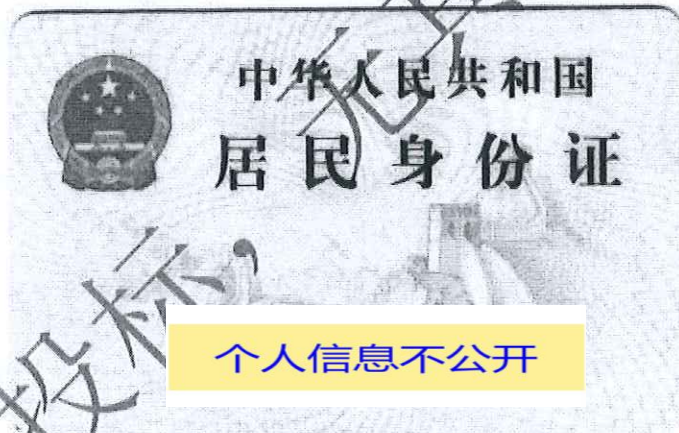 中华人民共和国
居民身份证
投标,
个人信息不公开